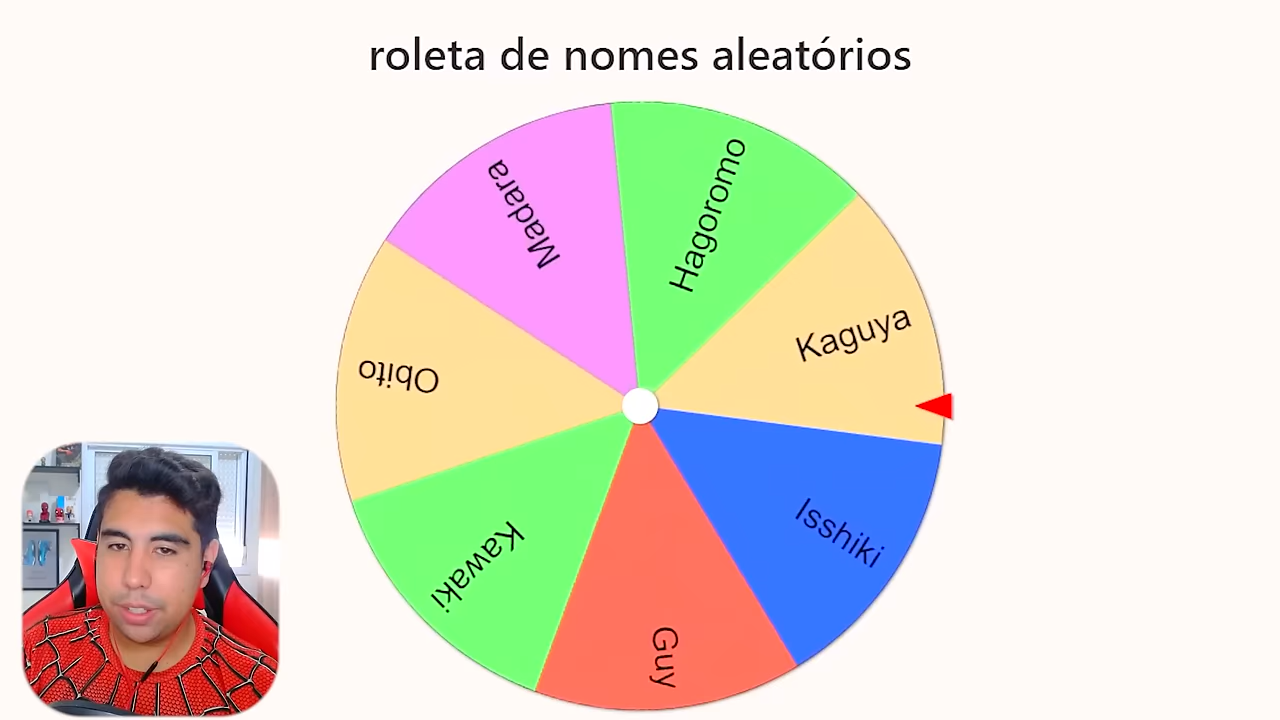 roleta de nomes aleatórios
Madara
Hagoromo
Kaguya
Obito
Isshiki
Kawaki
Guy